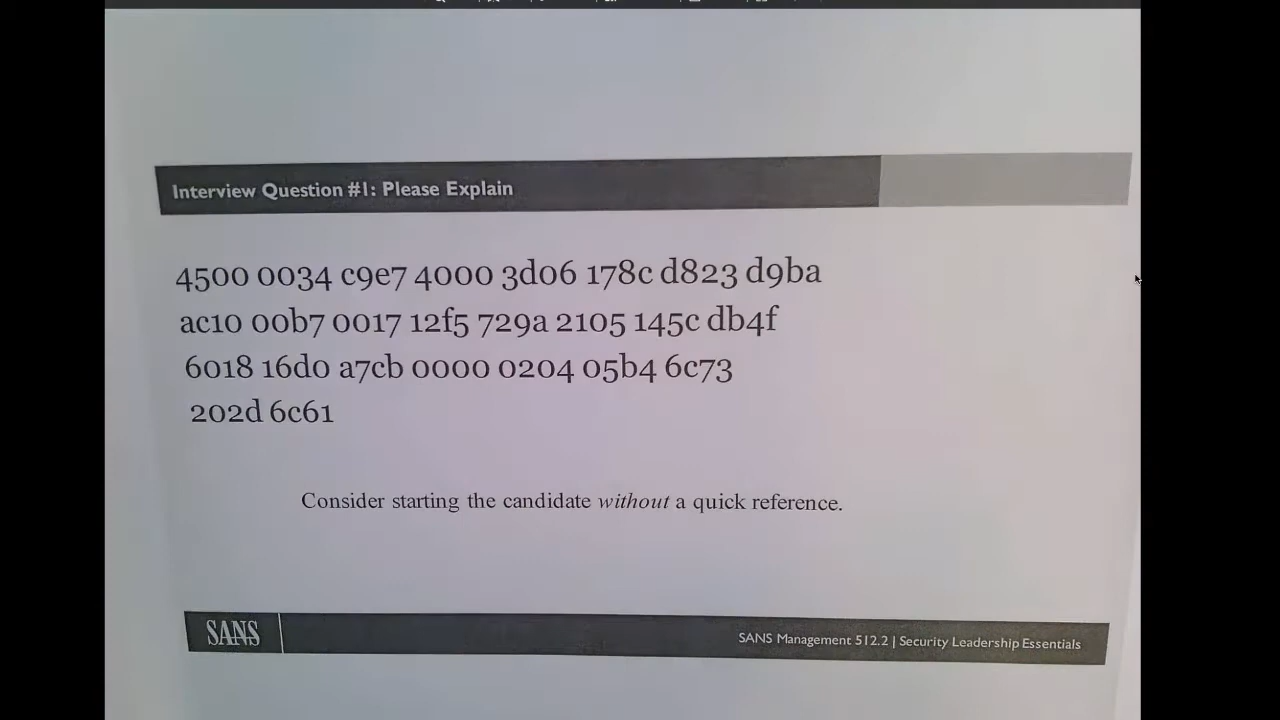 Interview Question #1: Please Explain
4500 0034 c9e7 4000 3d06 178c d823 d9ba
ac10 00b7 0017 12f5 729a 2105 145c db4f
6018 16d0 a7cb 0000 0204 05b4 6c73
202d 6c61
Consider starting the candidate without a quick reference.
SANS
SANS Management 512.2 | Security Leadership Essentials